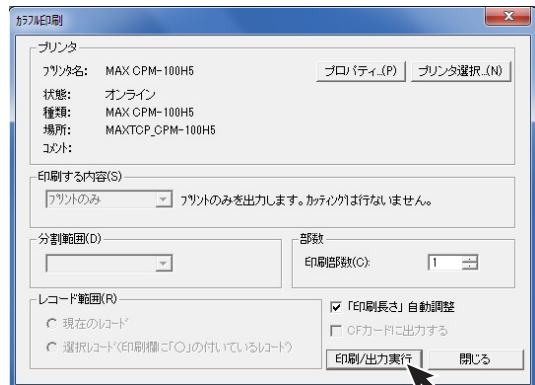 ｶﾗﾌﾙ印刷
プリンタ
プリンタ名: MAX CPM-100H5
プロパティ...(P) プリンタ選択...(N)
状態: オンライン
種類: MAX CPM-100H5
場所: MAXTCP_CPM-100H5
ｺﾒﾝﾄ:
印刷する内容(S)
プリントのみ プリントのみを出力します。ｶｯﾃｨﾝｸﾞは行ないません。
分割範囲(D)
部数
印刷部数(C): 1
レコード範囲(R)
現在のﾚｺｰﾄﾞ
選択ﾚｺｰﾄﾞ(印刷欄に「○」の付いているﾚｺｰﾄﾞ)
「印刷長さ」自動調整
CFカードに出力する
印刷/出力実行 閉じる